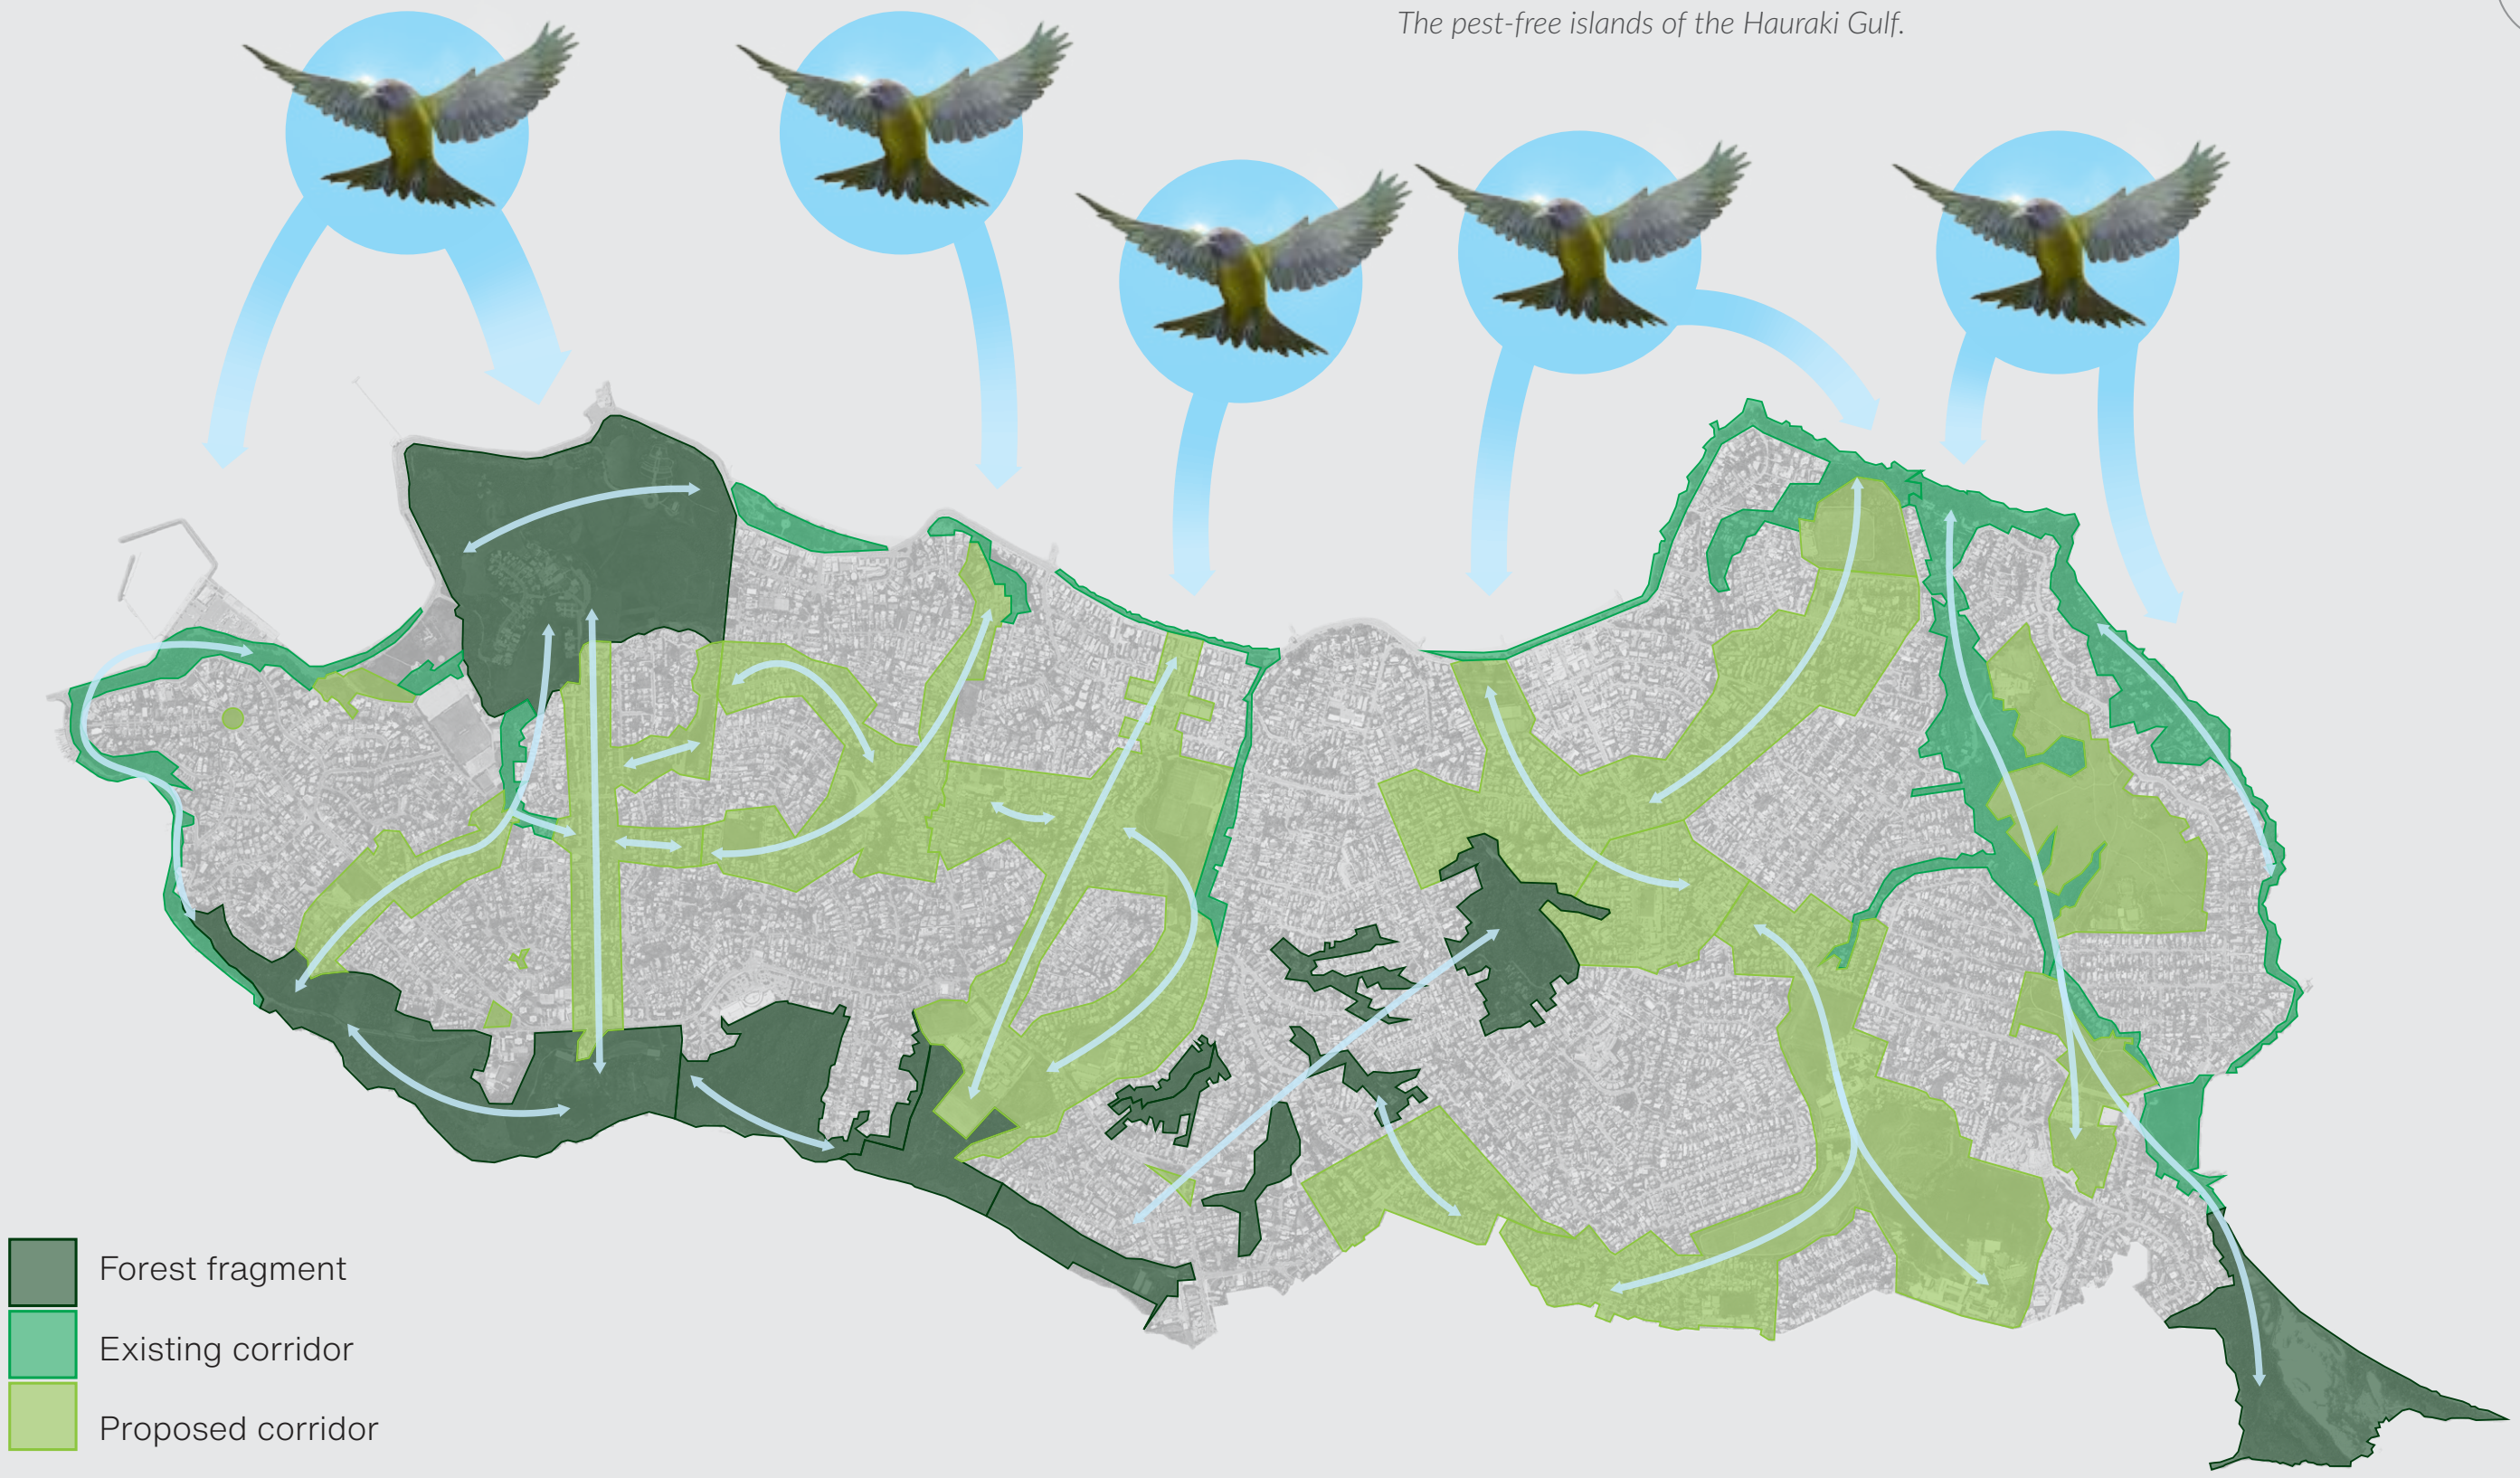 The pest-free islands of the Hauraki Gulf.
Forest fragment
Existing corridor
Proposed corridor